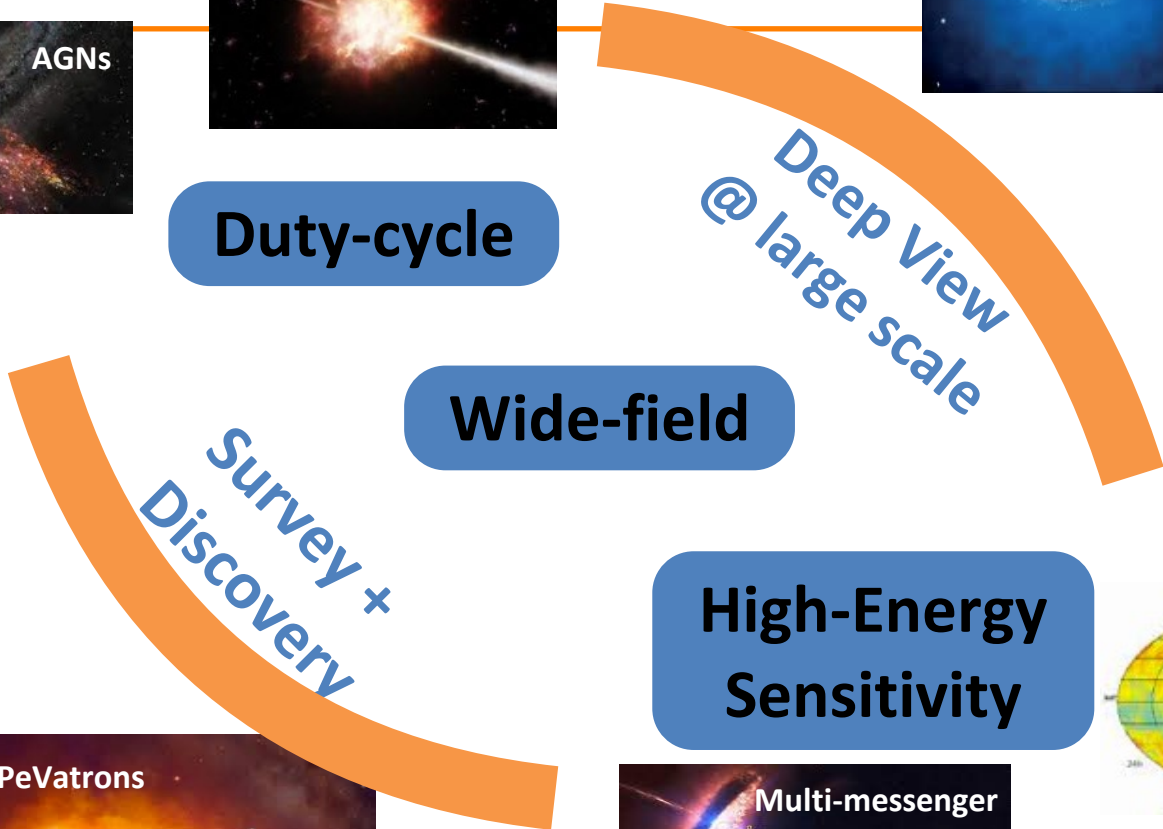 AGNs
Duty-cycle
Deep View
@ large scale
Wide-field
Survey +
Discovery
High-Energy
Sensitivity
PeVatrons
Multi-messenger